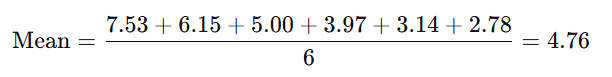 Mean = (7.53 + 6.15 + 5.00 + 3.97 + 3.14 + 2.78) / 6 = 4.76